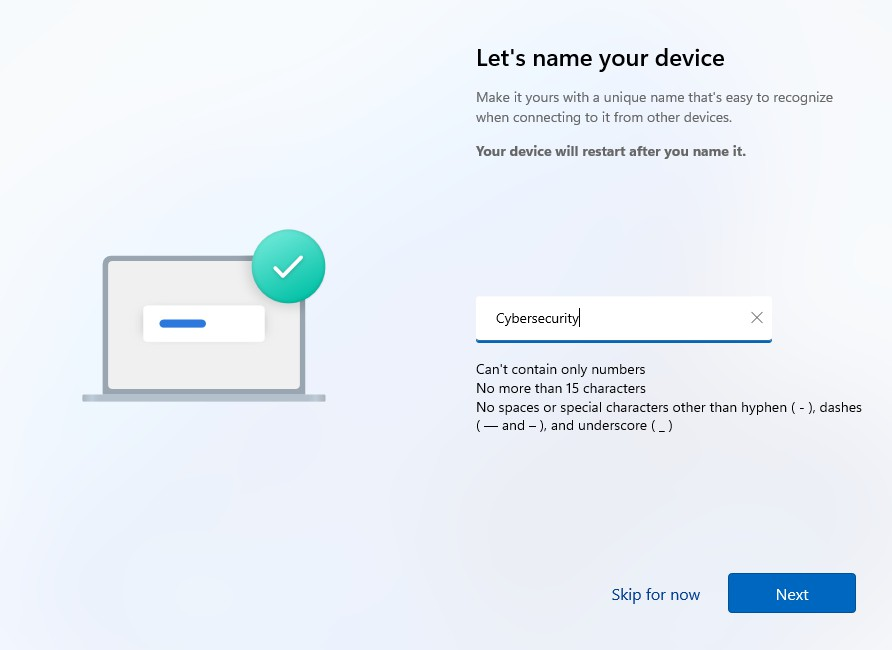 Let's name your device
Make it yours with a unique name that's easy to recognize
when connecting to it from other devices.
Your device will restart after you name it.
Cybersecurity
Can't contain only numbers
No more than 15 characters
No spaces or special characters other than hyphen ( - ), dashes
( — and – ), and underscore ( _ )
Skip for now
Next